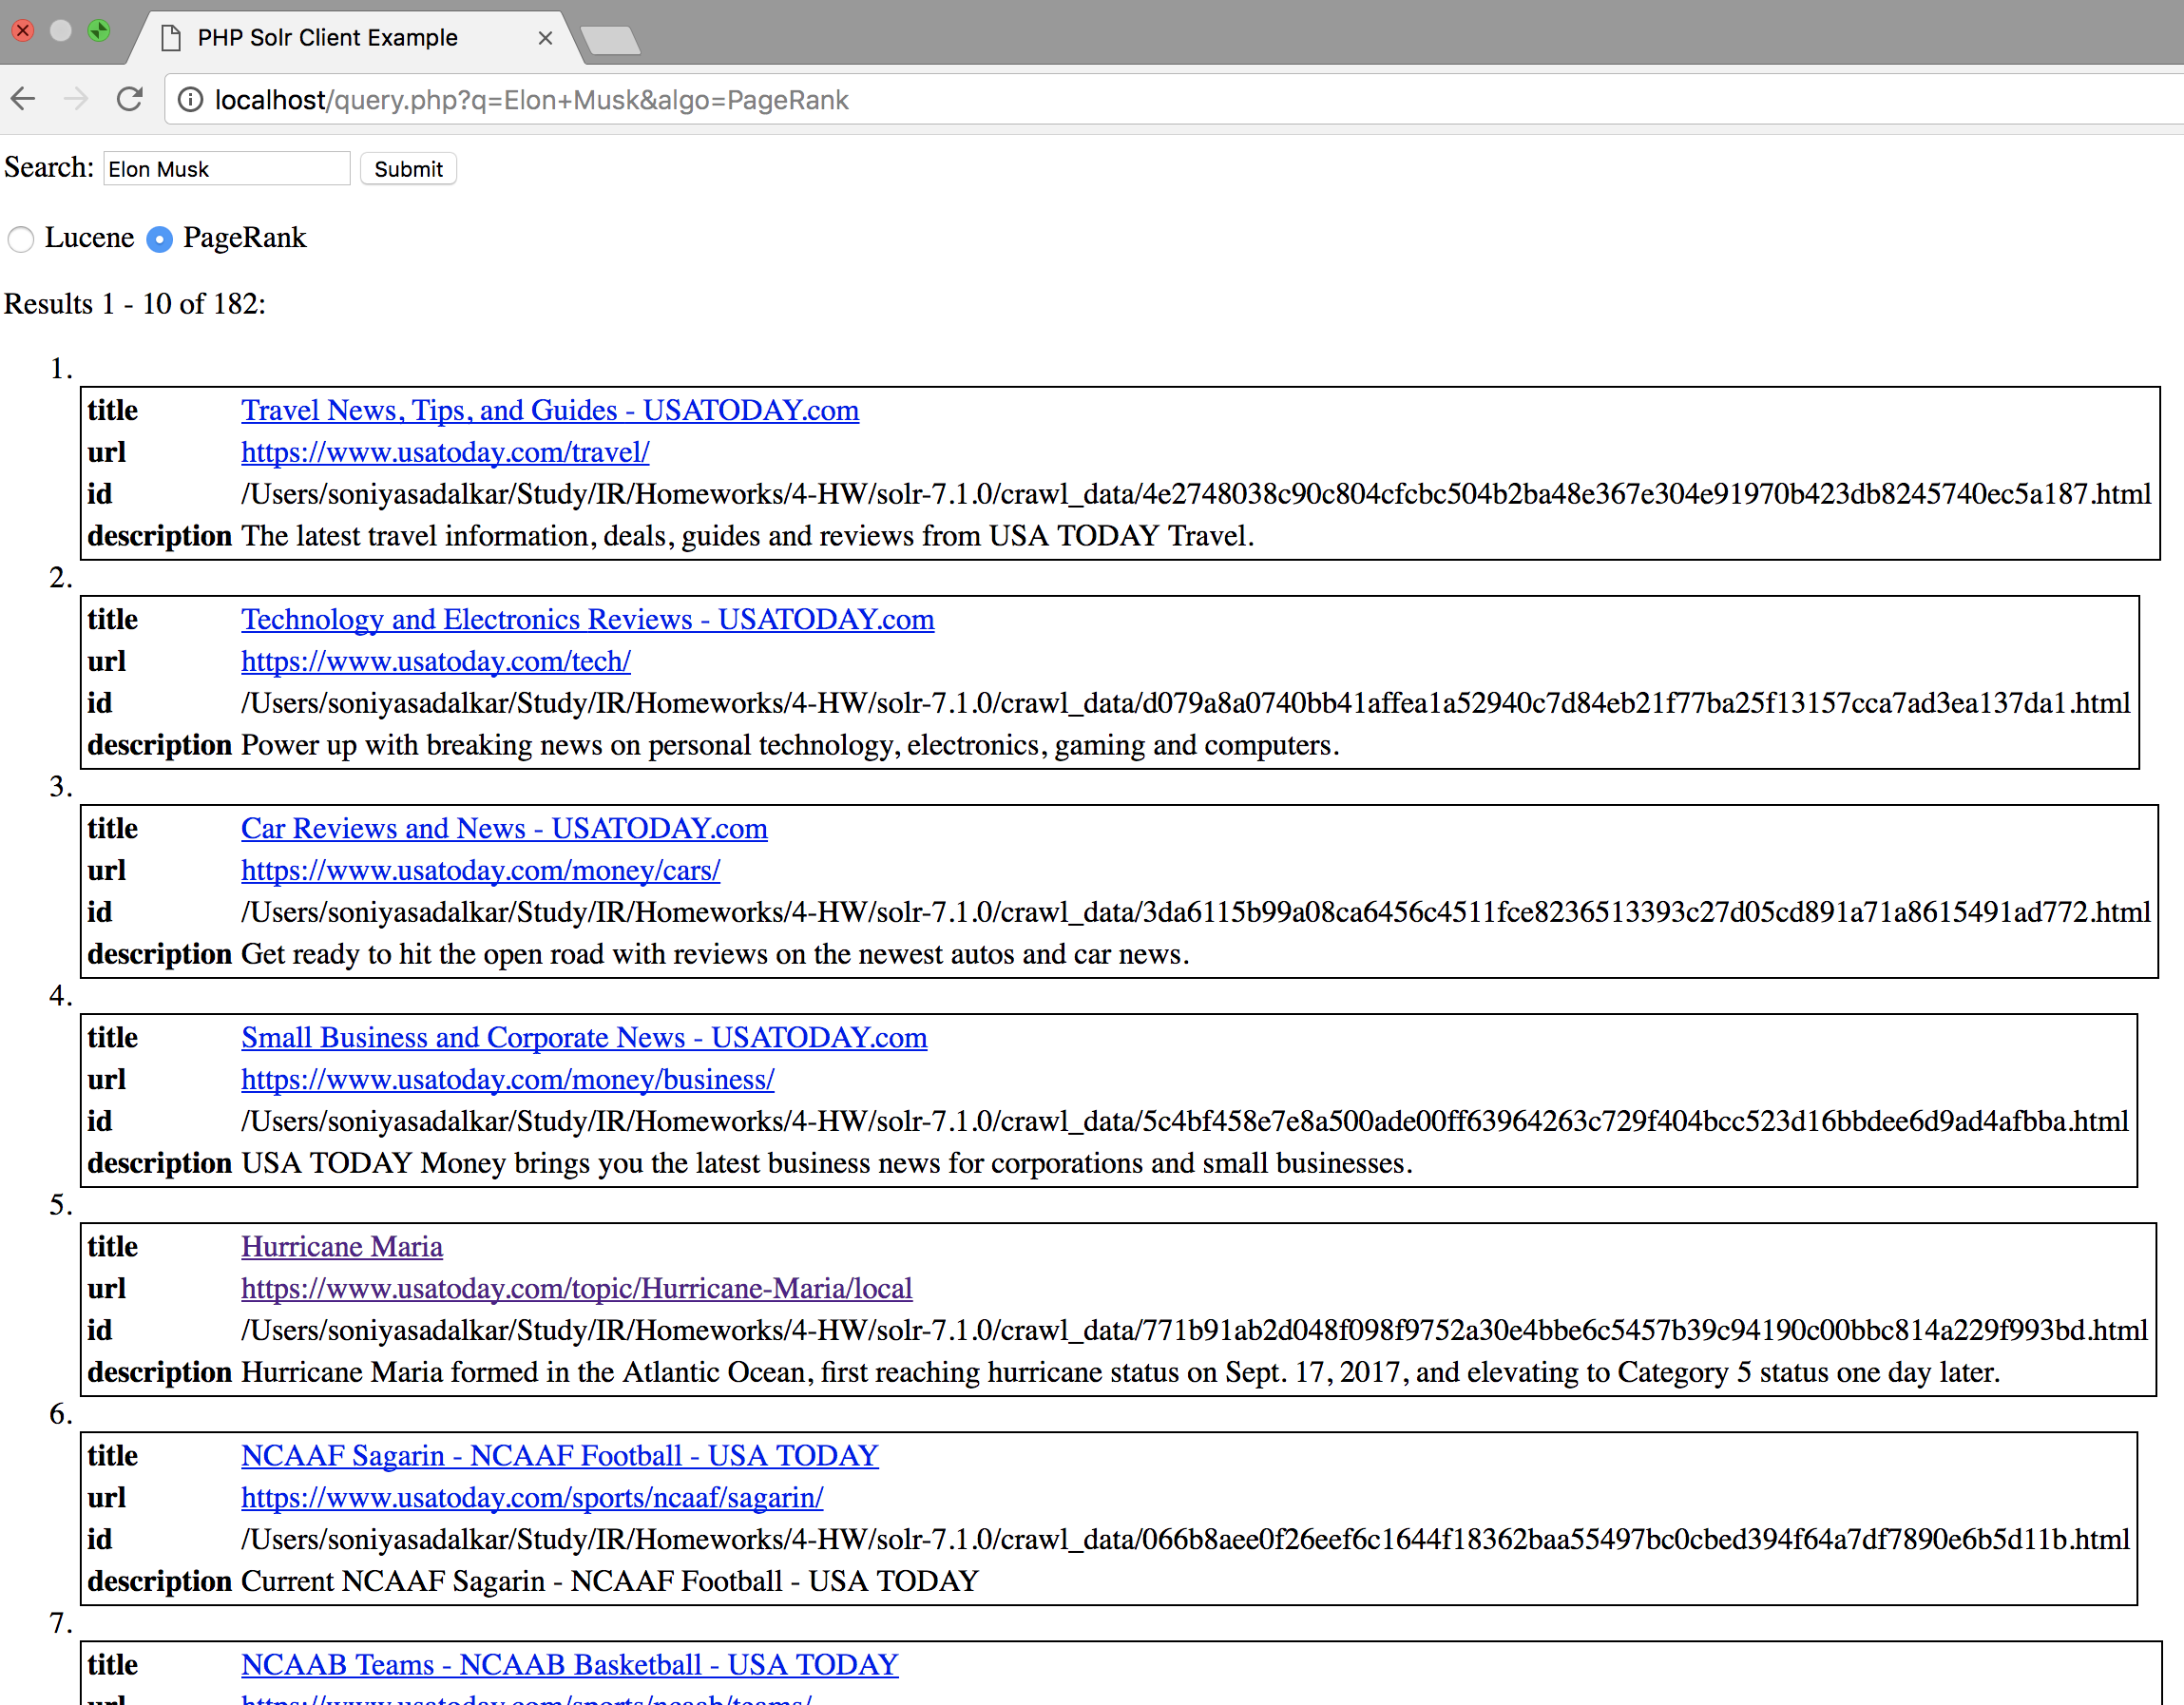 PHP Solr Client Example
localhost/query.php?q=Elon+Musk&algo=PageRank
Search: Elon Musk Submit
Lucene PageRank
Results 1 - 10 of 182:
1.
title Travel News, Tips, and Guides - USATODAY.com
url https://www.usatoday.com/travel/
id /Users/soniyasadalkar/Study/IR/Homeworks/4-HW/solr-7.1.0/crawl_data/4e2748038c90c804cfcbc504b2ba48e367e304e91970b423db8245740ec5a187.html
description The latest travel information, deals, guides and reviews from USA TODAY Travel.
2.
title Technology and Electronics Reviews - USATODAY.com
url https://www.usatoday.com/tech/
id /Users/soniyasadalkar/Study/IR/Homeworks/4-HW/solr-7.1.0/crawl_data/d079a8a0740bb41affea1a52940c7d84eb21f77ba25f13157cca7ad3ea137da1.html
description Power up with breaking news on personal technology, electronics, gaming and computers.
3.
title Car Reviews and News - USATODAY.com
url https://www.usatoday.com/money/cars/
id /Users/soniyasadalkar/Study/IR/Homeworks/4-HW/solr-7.1.0/crawl_data/3da6115b99a08ca6456c4511fce8236513393c27d05cd891a71a8615491ad772.html
description Get ready to hit the open road with reviews on the newest autos and car news.
4.
title Small Business and Corporate News - USATODAY.com
url https://www.usatoday.com/money/business/
id /Users/soniyasadalkar/Study/IR/Homeworks/4-HW/solr-7.1.0/crawl_data/5c4bf458e7e8a500ade00ff63964263c729f404bcc523d16bbdee6d9ad4afbba.html
description USA TODAY Money brings you the latest business news for corporations and small businesses.
5.
title Hurricane Maria
url https://www.usatoday.com/topic/Hurricane-Maria/local
id /Users/soniyasadalkar/Study/IR/Homeworks/4-HW/solr-7.1.0/crawl_data/771b91ab2d048f098f9752a30e4bbe6c5457b39c94190c00bbc814a229f993bd.html
description Hurricane Maria formed in the Atlantic Ocean, first reaching hurricane status on Sept. 17, 2017, and elevating to Category 5 status one day later.
6.
title NCAAF Sagarin - NCAAF Football - USA TODAY
url https://www.usatoday.com/sports/ncaaf/sagarin/
id /Users/soniyasadalkar/Study/IR/Homeworks/4-HW/solr-7.1.0/crawl_data/066b8aee0f26eef6c1644f18362baa55497bc0cbed394f64a7df7890e6b5d11b.html
description Current NCAAF Sagarin - NCAAF Football - USA TODAY
7.
title NCAAB Teams - NCAAB Basketball - USA TODAY
url https://www.usatoday.com/sports/ncaab/teams/